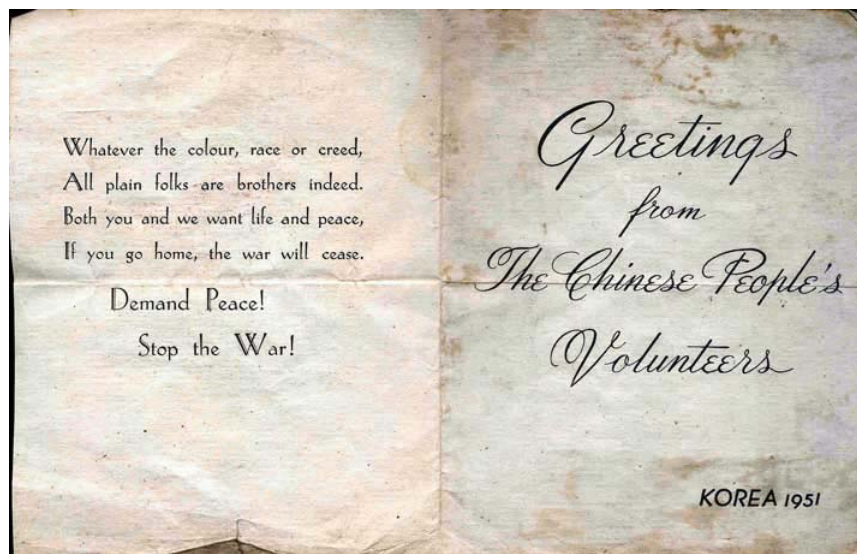 Whatever the colour, race or creed,
All plain folks are brothers indeed.
Both you and we want life and peace,
If you go home, the war will cease.
Demand Peace!
Stop the War!
Greetings
from
The Chinese People's
Volunteers
KOREA 1951